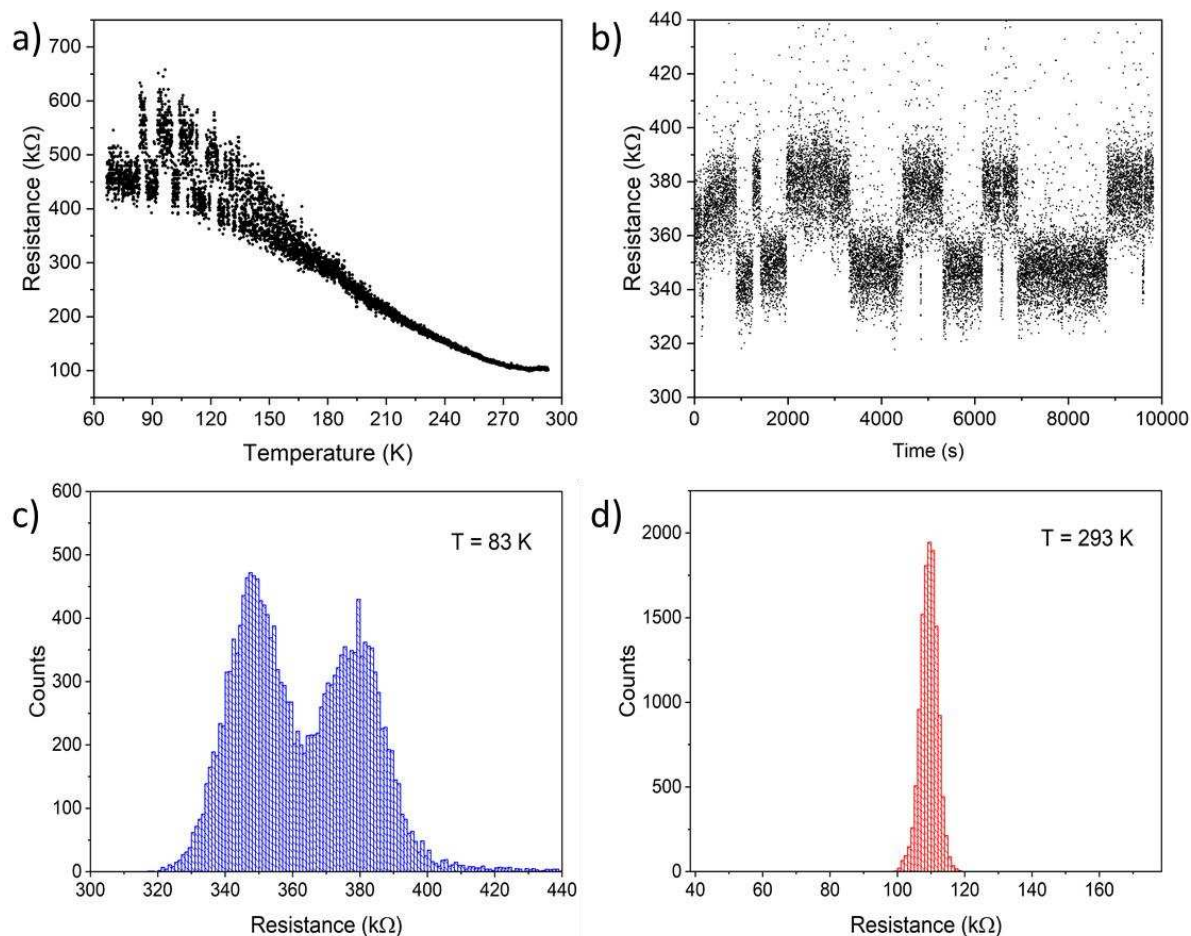 a)
700
600
500
400
300
200
100
60 90 120 150 180 210 240 270 300
Resistance (kΩ)
Temperature (K)
b)
440
420
400
380
360
340
320
300
0 2000 4000 6000 8000 10000
Resistance (kΩ)
Time (s)
c)
T = 83 K
600
500
400
300
200
100
0
300 320 340 360 380 400 420 440
Counts
Resistance (kΩ)
d)
T = 293 K
2000
1500
1000
500
0
40 60 80 100 120 140 160
Counts
Resistance (kΩ)